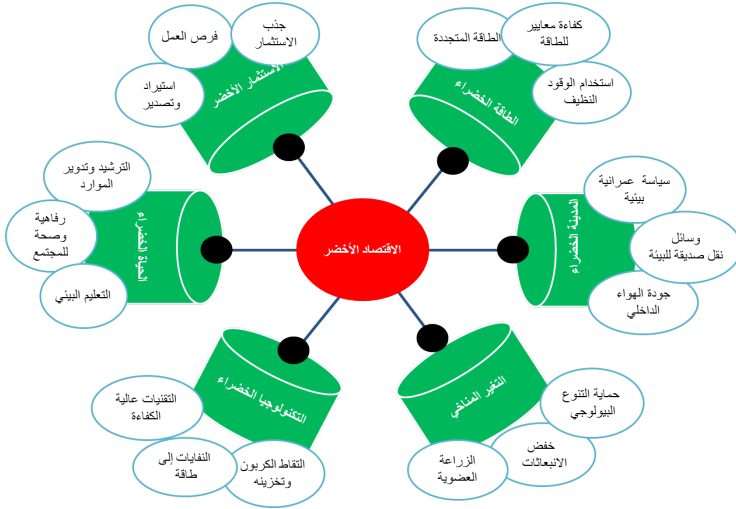 جذب
الاستثمار
فرص العمل
استيراد
وتصدير
الأستثمار الأخضر
كفاءة معايير
للطاقة
الطاقة المتجددة
استخدام الوقود
النظيف
الطاقة الخضراء
الترشيد وتدوير
الموارد
رفاهية
وصحة
للمجتمع
التعليم البيئي
الحياة الخضراء
الاقتصاد الأخضر
سياسة عمرانية
بيئية
وسائل
نقل صديقة للبيئة
جودة الهواء
الداخلي
المدينة الخضراء
التكنولوجيا الخضراء
التقنيات عالية
الكفاءة
النفايات إلى
طاقة
التقاط الكربون
وتخزينه
التغير المناخي
حماية التنوع
البيولوجي
خفض
الانبعاثات
الزراعة
العضوية